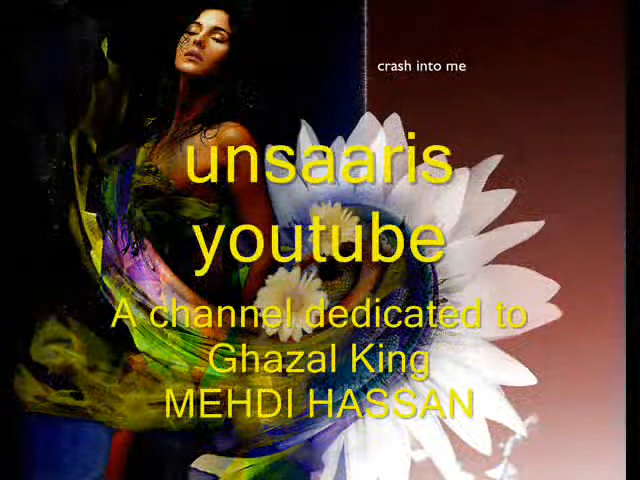 crash into me
unsaaris
youtube
A channel dedicated to
Ghazal King
MEHDI HASSAN